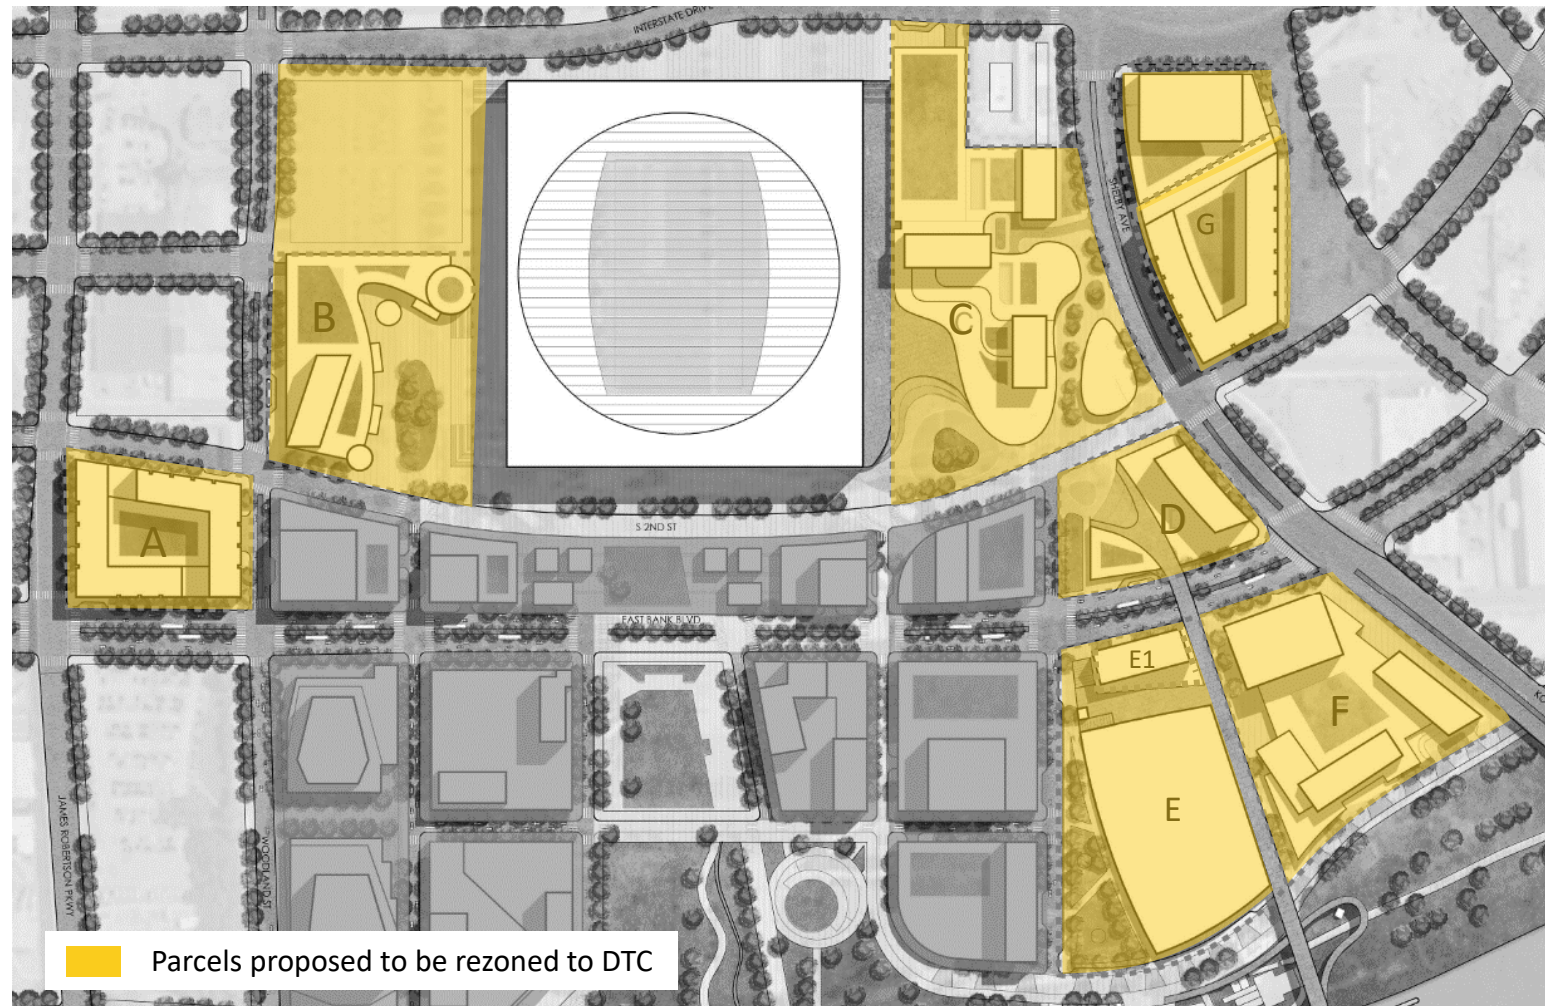 INTERSTATE DRIVE
SHELBY AVE
G
B
C
A
D
S 2ND ST
EAST BANK BLVD
E1
F
E
JAMES ROBERTSON PKWY
WOODLAND ST
Parcels proposed to be rezoned to DTC